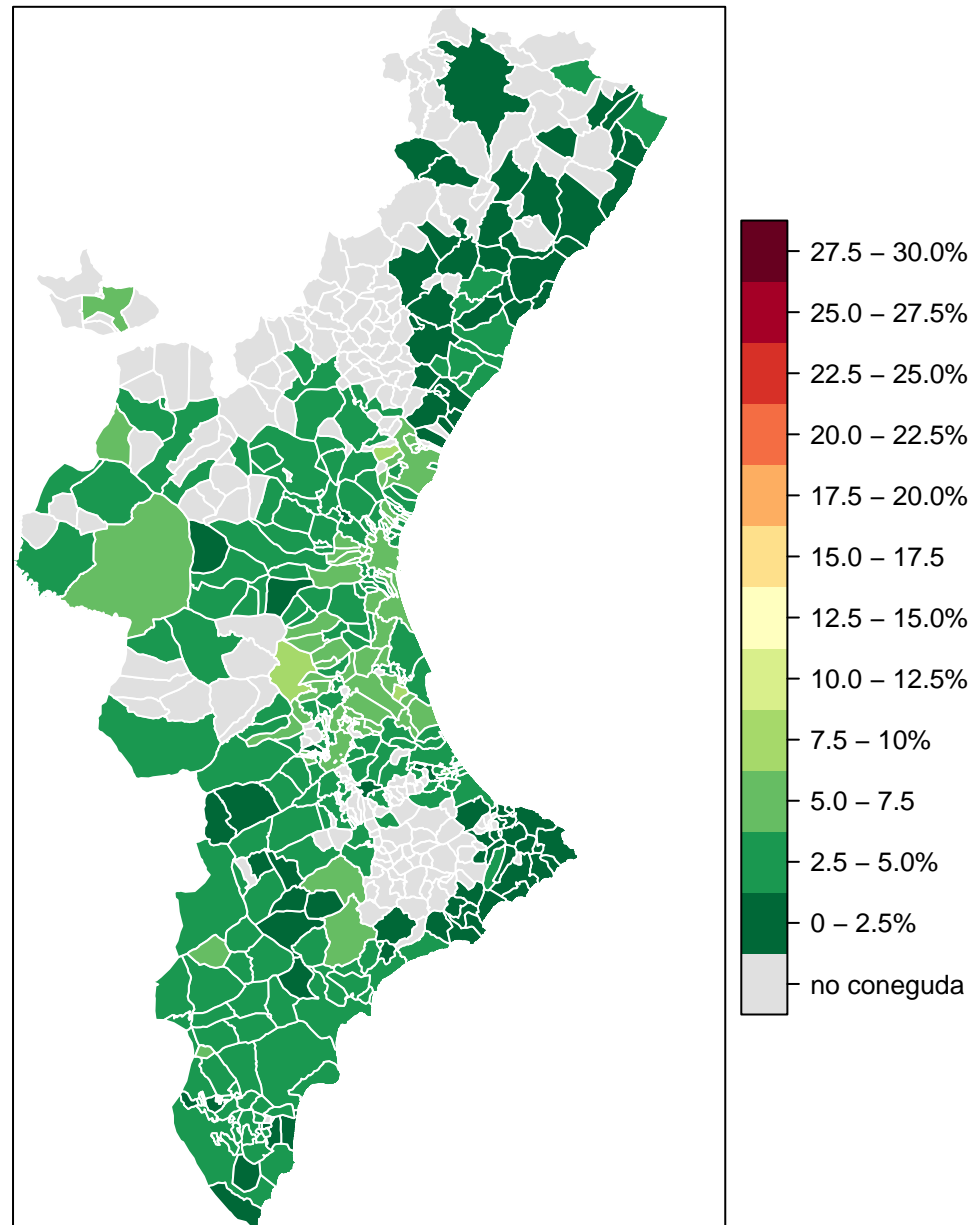 27.5 – 30.0%
25.0 – 27.5%
22.5 – 25.0%
20.0 – 22.5%
17.5 – 20.0%
15.0 – 17.5
12.5 – 15.0%
10.0 – 12.5%
7.5 – 10%
5.0 – 7.5
2.5 – 5.0%
0 – 2.5%
no coneguda